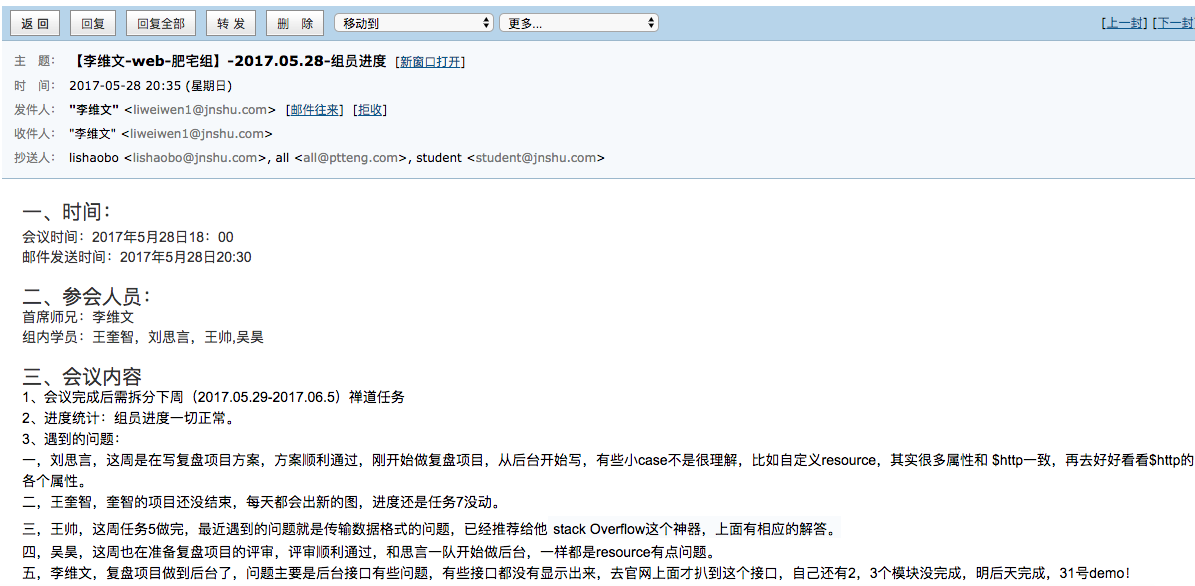 返 回 回复 回复全部 转 发 删 除 移动到 更多... [上一封] [下一封
主 题： 【李维文-web-肥宅组】-2017.05.28-组员进度 [新窗口打开]
时 间： 2017-05-28 20:35 (星期日)
发件人： "李维文" <liweiwen1@jnshu.com> [邮件往来] [拒收]
收件人： "李维文" <liweiwen1@jnshu.com>
抄送人： lishaobo <lishaobo@jnshu.com>, all <all@ptteng.com>, student <student@jnshu.com>
一、时间：
会议时间：2017年5月28日18：00
邮件发送时间：2017年5月28日20:30
二、参会人员：
首席师兄：李维文
组内学员：王奎智，刘思言，王帅,吴昊
三、会议内容
1、会议完成后需拆分下周（2017.05.29-2017.06.5）禅道任务
2、进度统计：组员进度一切正常。
3、遇到的问题：
一，刘思言，这周是在写复盘项目方案，方案顺利通过，刚开始做复盘项目，从后台开始写，有些小case不是很理解，比如自定义resource，其实很多属性和 $http一致，再去好好看看$http的
各个属性。
二，王奎智，奎智的项目还没结束，每天都会出新的图，进度还是任务7没动。
三，王帅，这周任务5做完，最近遇到的问题就是传输数据格式的问题，已经推荐给他 stack Overflow这个神器，上面有相应的解答。
四，吴昊，这周也在准备复盘项目的评审，评审顺利通过，和思言一队开始做后台，一样都是resource有点问题。
五，李维文，复盘项目做到后台了，问题主要是后台接口有些问题，有些接口都没有显示出来，去官网上面才扒到这个接口，自己还有2，3个模块没完成，明后天完成，31号demo！